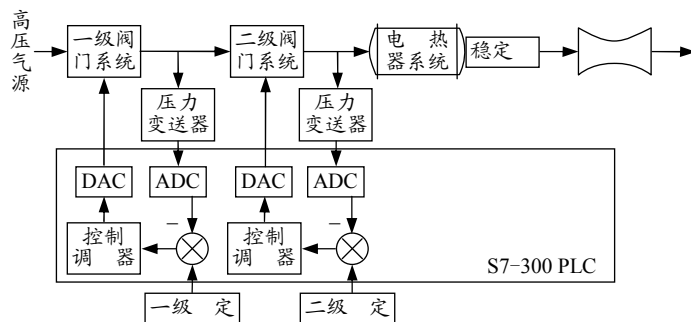 高压气源
一级阀
门系统
二级阀
门系统
电 热
器系统
稳定
压力
变送器
压力
变送器
DAC
ADC
DAC
ADC
−
−
控制
调 器
控制
调 器
S7−300 PLC
一级 定
二级 定